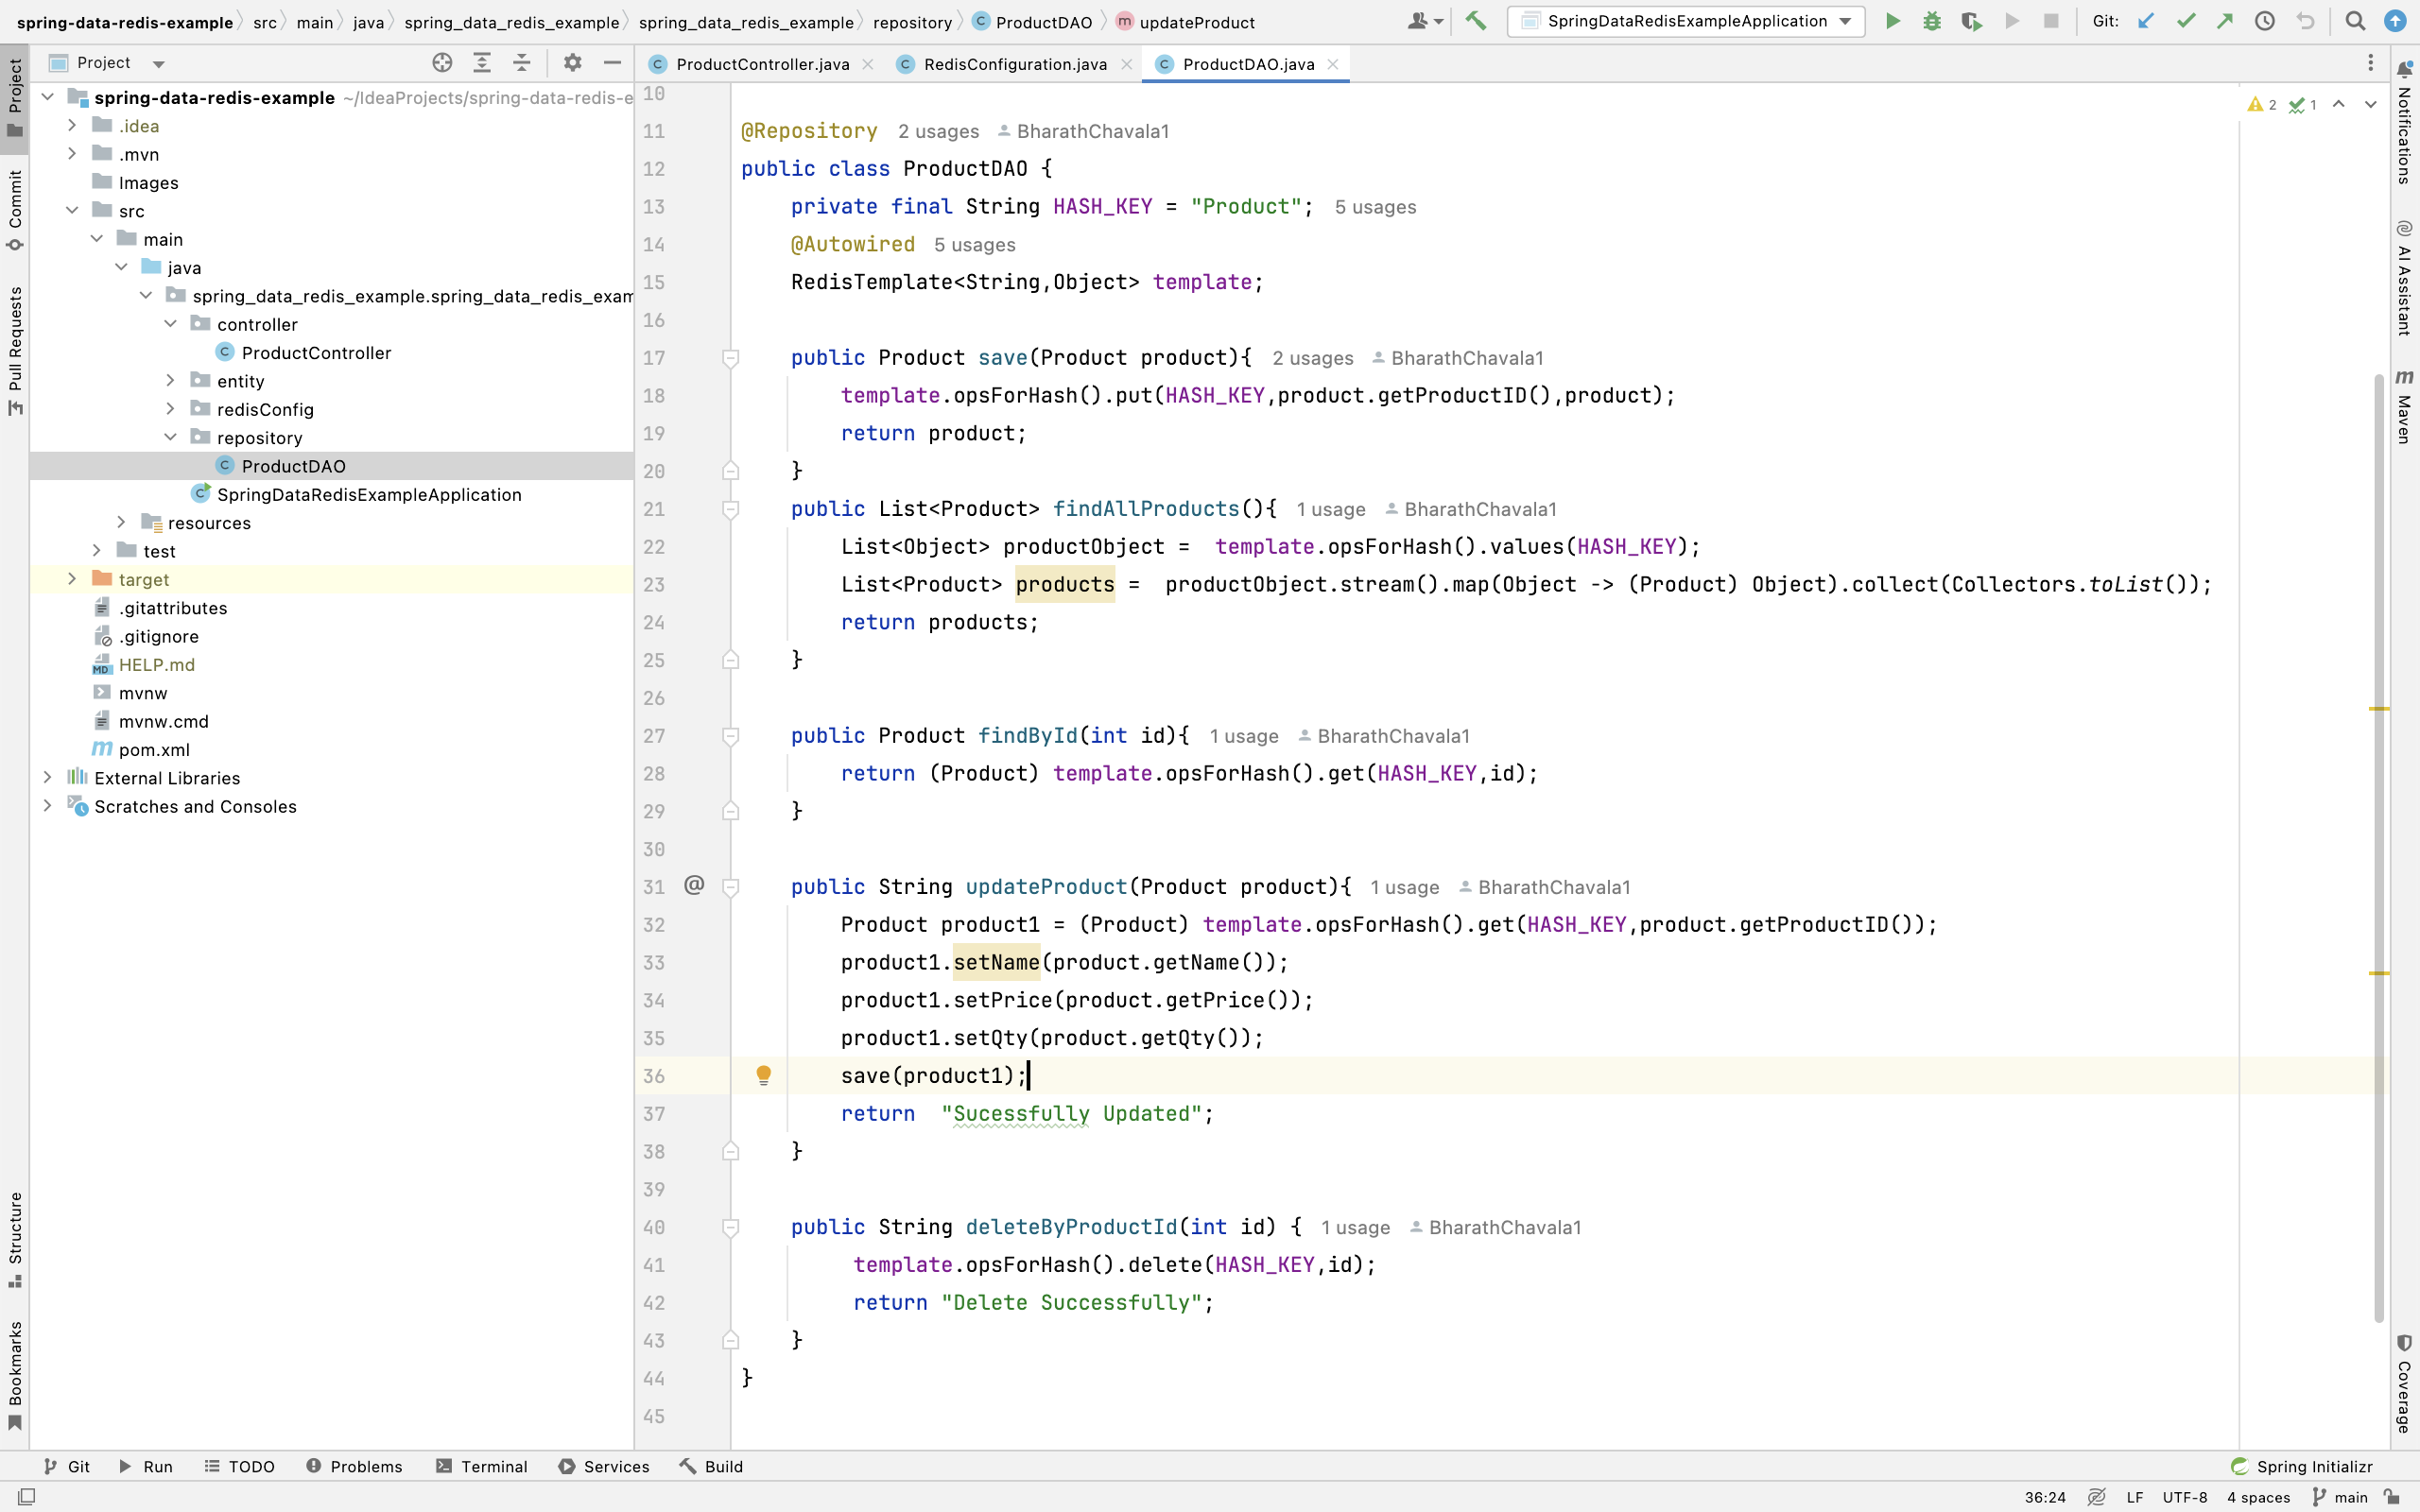 spring-data-redis-example src main java spring_data_redis_example spring_data_redis_example repository ProductDAO updateProduct SpringDataRedisExampleApplication Git:
Project
ProductController.java RedisConfiguration.java ProductDAO.java
spring-data-redis-example ~/IdeaProjects/spring-data-redis-e
.idea
.mvn
Images
src
main
java
spring_data_redis_example.spring_data_redis_exam
controller
ProductController
entity
redisConfig
repository
ProductDAO
SpringDataRedisExampleApplication
resources
test
target
.gitattributes
.gitignore
HELP.md
mvnw
mvnw.cmd
pom.xml
External Libraries
Scratches and Consoles
Project
Commit
Pull Requests
Structure
Bookmarks
2 1
10
11 @Repository 2 usages BharathChavala1
12 public class ProductDAO {
13 private final String HASH_KEY = "Product"; 5 usages
14 @Autowired 5 usages
15 RedisTemplate<String,Object> template;
16
17 public Product save(Product product){ 2 usages BharathChavala1
18 template.opsForHash().put(HASH_KEY,product.getProductID(),product);
19 return product;
20 }
21 public List<Product> findAllProducts(){ 1 usage BharathChavala1
22 List<Object> productObject = template.opsForHash().values(HASH_KEY);
23 List<Product> products = productObject.stream().map(Object -> (Product) Object).collect(Collectors.toList());
24 return products;
25 }
26
27 public Product findById(int id){ 1 usage BharathChavala1
28 return (Product) template.opsForHash().get(HASH_KEY,id);
29 }
30
31 @ public String updateProduct(Product product){ 1 usage BharathChavala1
32 Product product1 = (Product) template.opsForHash().get(HASH_KEY,product.getProductID());
33 product1.setName(product.getName());
34 product1.setPrice(product.getPrice());
35 product1.setQty(product.getQty());
36 save(product1);
37 return "Sucessfully Updated";
38 }
39
40 public String deleteByProductId(int id) { 1 usage BharathChavala1
41 template.opsForHash().delete(HASH_KEY,id);
42 return "Delete Successfully";
43 }
44 }
45
Notifications
AI Assistant
m Maven
Coverage
Git Run TODO Problems Terminal Services Build Spring Initializr
36:24 LF UTF-8 4 spaces main